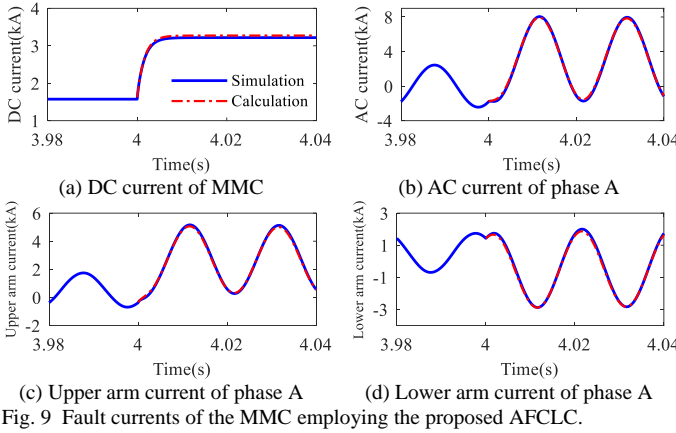 DC current(kA)
4
3
2
1
Simulation
Calculation
3.98 4 4.02 4.04
Time(s)
(a) DC current of MMC
AC current(kA)
8
4
0
-4
3.98 4 4.02 4.04
Time(s)
(b) AC current of phase A
Upper arm current(kA)
6
4
2
0
-2
3.98 4 4.02 4.04
Time(s)
(c) Upper arm current of phase A
Lower arm current(kA)
3
1
-1
-3
3.98 4 4.02 4.04
Time(s)
(d) Lower arm current of phase A
Fig. 9 Fault currents of the MMC employing the proposed AFCLC.